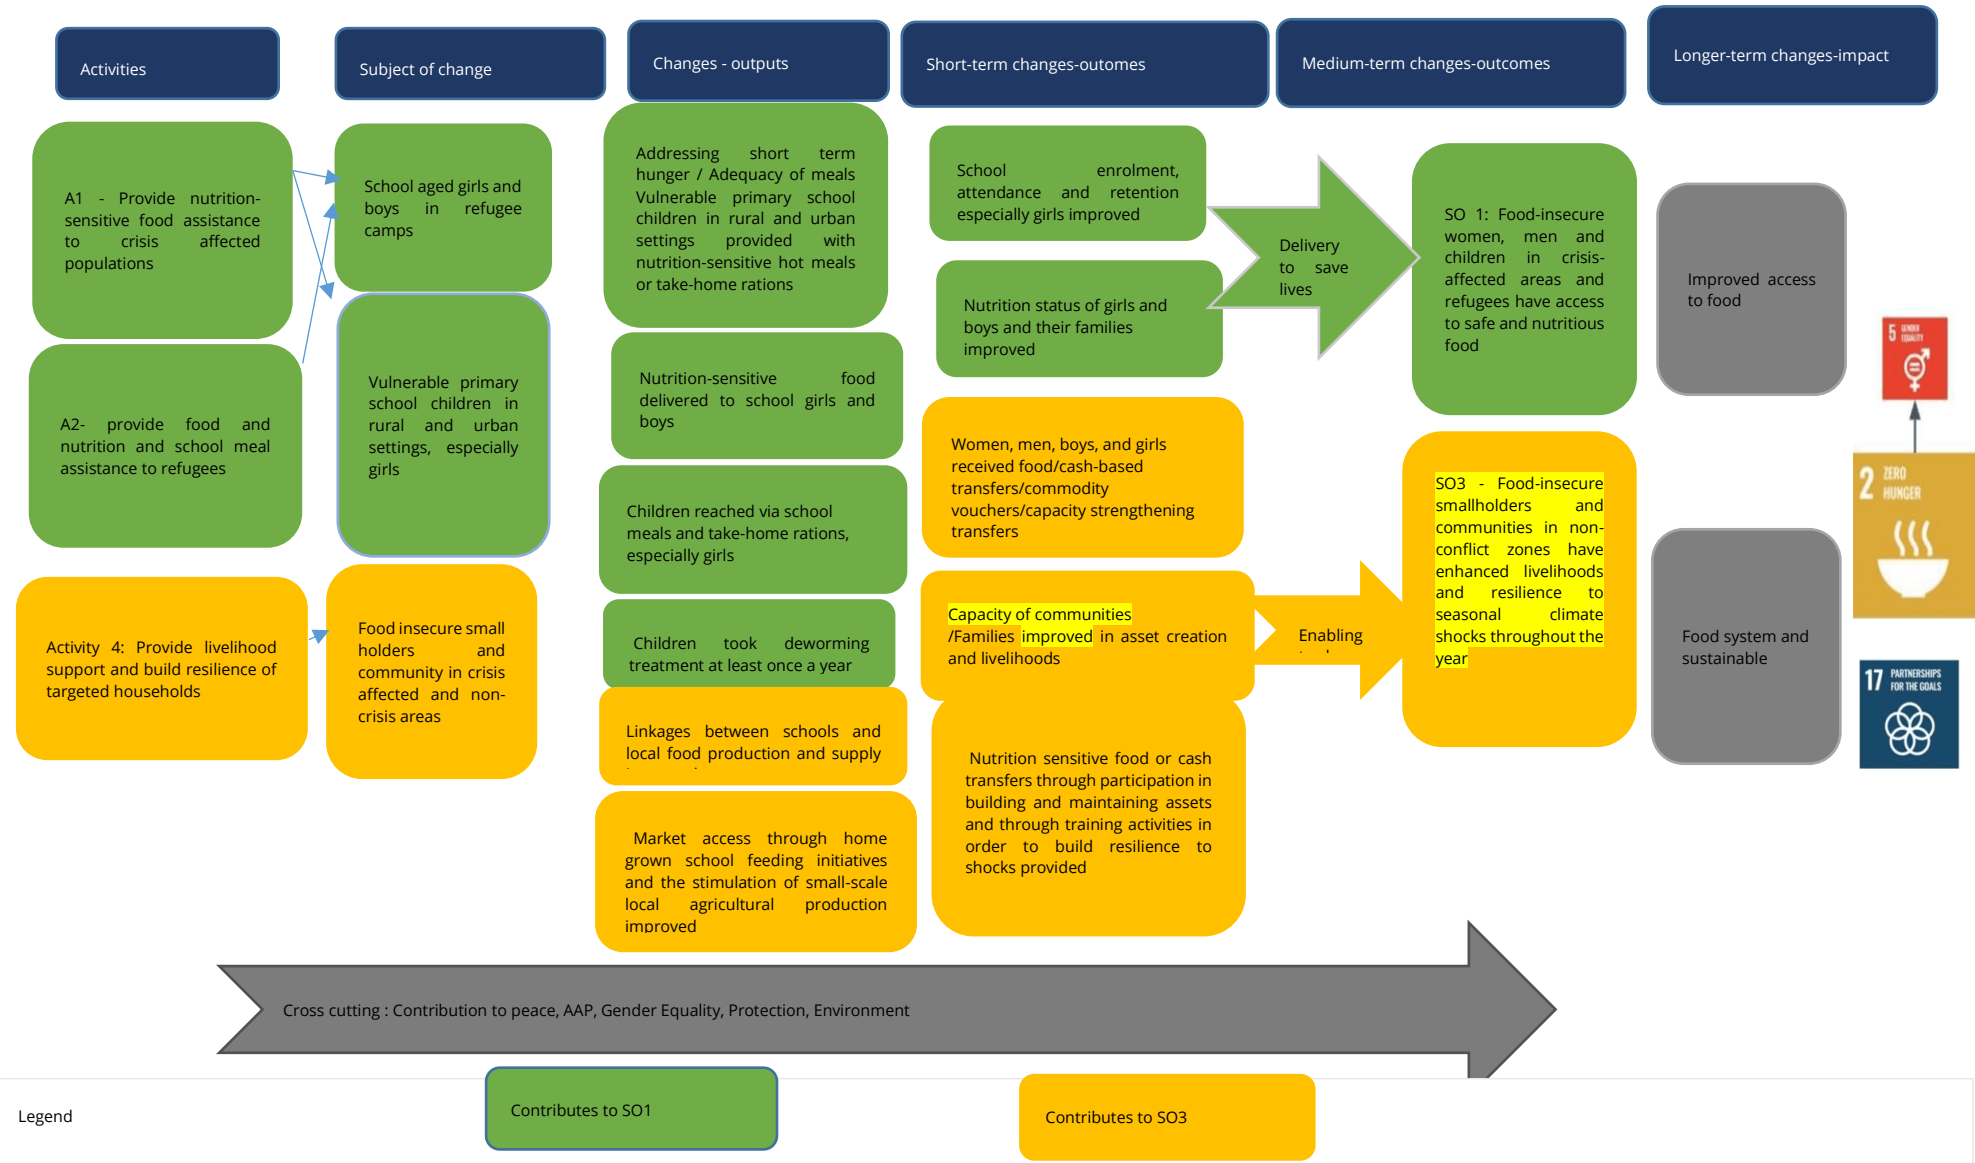 Activities
Subject of change
Changes - outputs
Short-term changes-outomes
Medium-term changes-outcomes
Longer-term changes-impact
A1 - Provide nutrition-
sensitive food assistance
to crisis affected
populations
A2- provide food and
nutrition and school meal
assistance to refugees
Activity 4: Provide livelihood
support and build resilience of
targeted households
School aged girls and
boys in refugee
camps
Vulnerable primary
school children in
rural and urban
settings, especially
girls
Food insecure small
holders and
community in crisis
affected and non-
crisis areas
Addressing short term
hunger / Adequacy of meals
Vulnerable primary school
children in rural and urban
settings provided with
nutrition-sensitive hot meals
or take-home rations
Nutrition-sensitive food
delivered to school girls and
boys
Children reached via school
meals and take-home rations,
especially girls
Children took deworming
treatment at least once a year
Linkages between schools and
local food production and supply
Market access through home
grown school feeding initiatives
and the stimulation of small-scale
local agricultural production
improved
School enrolment,
attendance and retention
especially girls improved
Nutrition status of girls and
boys and their families
improved
Women, men, boys, and girls
received food/cash-based
transfers/commodity
vouchers/capacity strengthening
transfers
Capacity of communities
/Families improved in asset creation
and livelihoods
Nutrition sensitive food or cash
transfers through participation in
building and maintaining assets
and through training activities in
order to build resilience to
shocks provided
Delivery
to save
lives
Enabling
SO 1: Food-insecure
women, men and
children in crisis-
affected areas and
refugees have access
to safe and nutritious
food
SO3 - Food-insecure
smallholders and
communities in non-
conflict zones have
enhanced livelihoods
and resilience to
seasonal climate
shocks throughout the
year
Improved access
to food
Food system and
sustainable
5 GENDER
EQUALITY
2 ZERO
HUNGER
17 PARTNERSHIPS
FOR THE GOALS
Cross cutting : Contribution to peace, AAP, Gender Equality, Protection, Environment
Legend
Contributes to SO1
Contributes to SO3